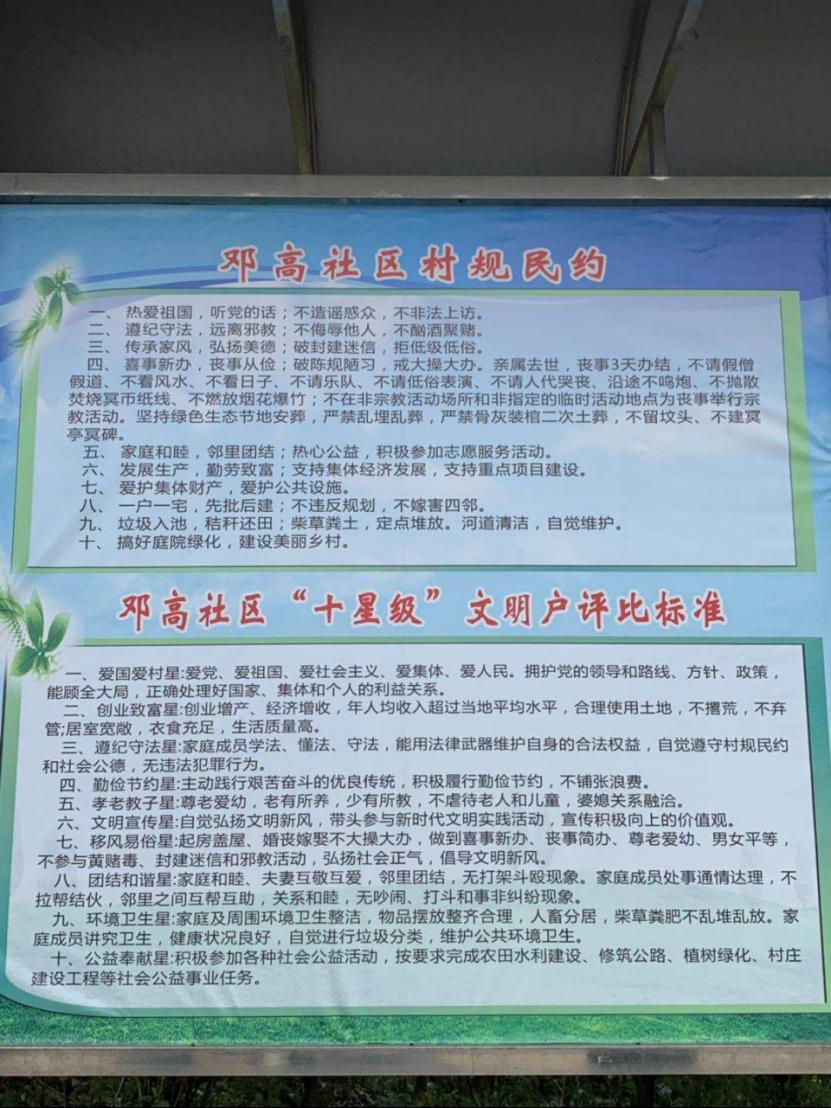 邓高社区村规民约
一、热爱祖国，听党的话；不造谣惑众，不非法上访。
二、遵纪守法，远离邪教；不侮辱他人，不酗酒聚赌。
三、传承家风，弘扬美德；破封建迷信，拒低级低俗。
四、喜事新办，丧事从俭；破陈规陋习，戒大操大办。亲属去世，丧事3天办结，不请假僧
假道、不看风水、不看日子、不请乐队、不请低俗表演、不请人代哭丧、沿途不鸣炮、不抛散
焚烧冥币纸线、不燃放烟花爆竹；不在非宗教活动场所和非指定的临时活动地点为丧事举行宗
教活动。坚持绿色生态节地安葬，严禁乱埋乱葬，严禁骨灰装棺二次土葬，不留坟头、不建冥
亭冥碑。
五、家庭和睦，邻里团结；热心公益，积极参加志愿服务活动。
六、发展生产，勤劳致富；支持集体经济发展，支持重点项目建设。
七、爱护集体财产，爱护公共设施。
八、一户一宅，先批后建；不违反规划，不嫁害四邻。
九、垃圾入池，秸秆还田；柴草粪土，定点堆放。河道清洁，自觉维护。
十、搞好庭院绿化，建设美丽乡村。
邓高社区“十星级”文明户评比标准
一、爱国爱村星:爱党、爱祖国、爱社会主义、爱集体、爱人民。拥护党的领导和路线、方针、政策，
能顾全大局，正确处理好国家、集体和个人的利益关系。
二、创业致富星:创业增产、经济增收，年人均收入超过当地平均水平，合理使用土地，不撂荒，不弃
管;居室宽敞，衣食充足，生活质量高。
三、遵纪守法星:家庭成员学法、懂法、守法，能用法律武器维护自身的合法权益，自觉遵守村规民约
和社会公德，无违法犯罪行为。
四、勤俭节约星:主动践行艰苦奋斗的优良传统，积极履行勤俭节约，不铺张浪费。
五、孝老教子星:尊老爱幼，老有所养，少有所教，不虐待老人和儿童，婆媳关系融洽。
六、文明宣传星:自觉弘扬文明新风，带头参与新时代文明实践活动，宣传积极向上的价值观。
七、移风易俗星:起房盖屋、婚丧嫁娶不大操大办，做到喜事新办、丧事简办、尊老爱幼、男女平等，
不参与黄赌毒、封建迷信和邪教活动，弘扬社会正气，倡导文明新风。
八、团结和谐星:家庭和睦、夫妻互敬互爱，邻里团结，无打架斗殴现象。家庭成员处事通情达理，不
拉帮结伙，邻里之间互帮互助，关系和睦，无吵闹、打斗和事非纠纷现象。
九、环境卫生星:家庭及周围环境卫生整洁，物品摆放整齐合理，人畜分居，柴草粪肥不乱堆乱放。家
庭成员讲究卫生，健康状况良好，自觉进行垃圾分类，维护公共环境卫生。
十、公益奉献星:积极参加各种社会公益活动，按要求完成农田水利建设、修筑公路、植树绿化、村庄
建设工程等社会公益事业任务。